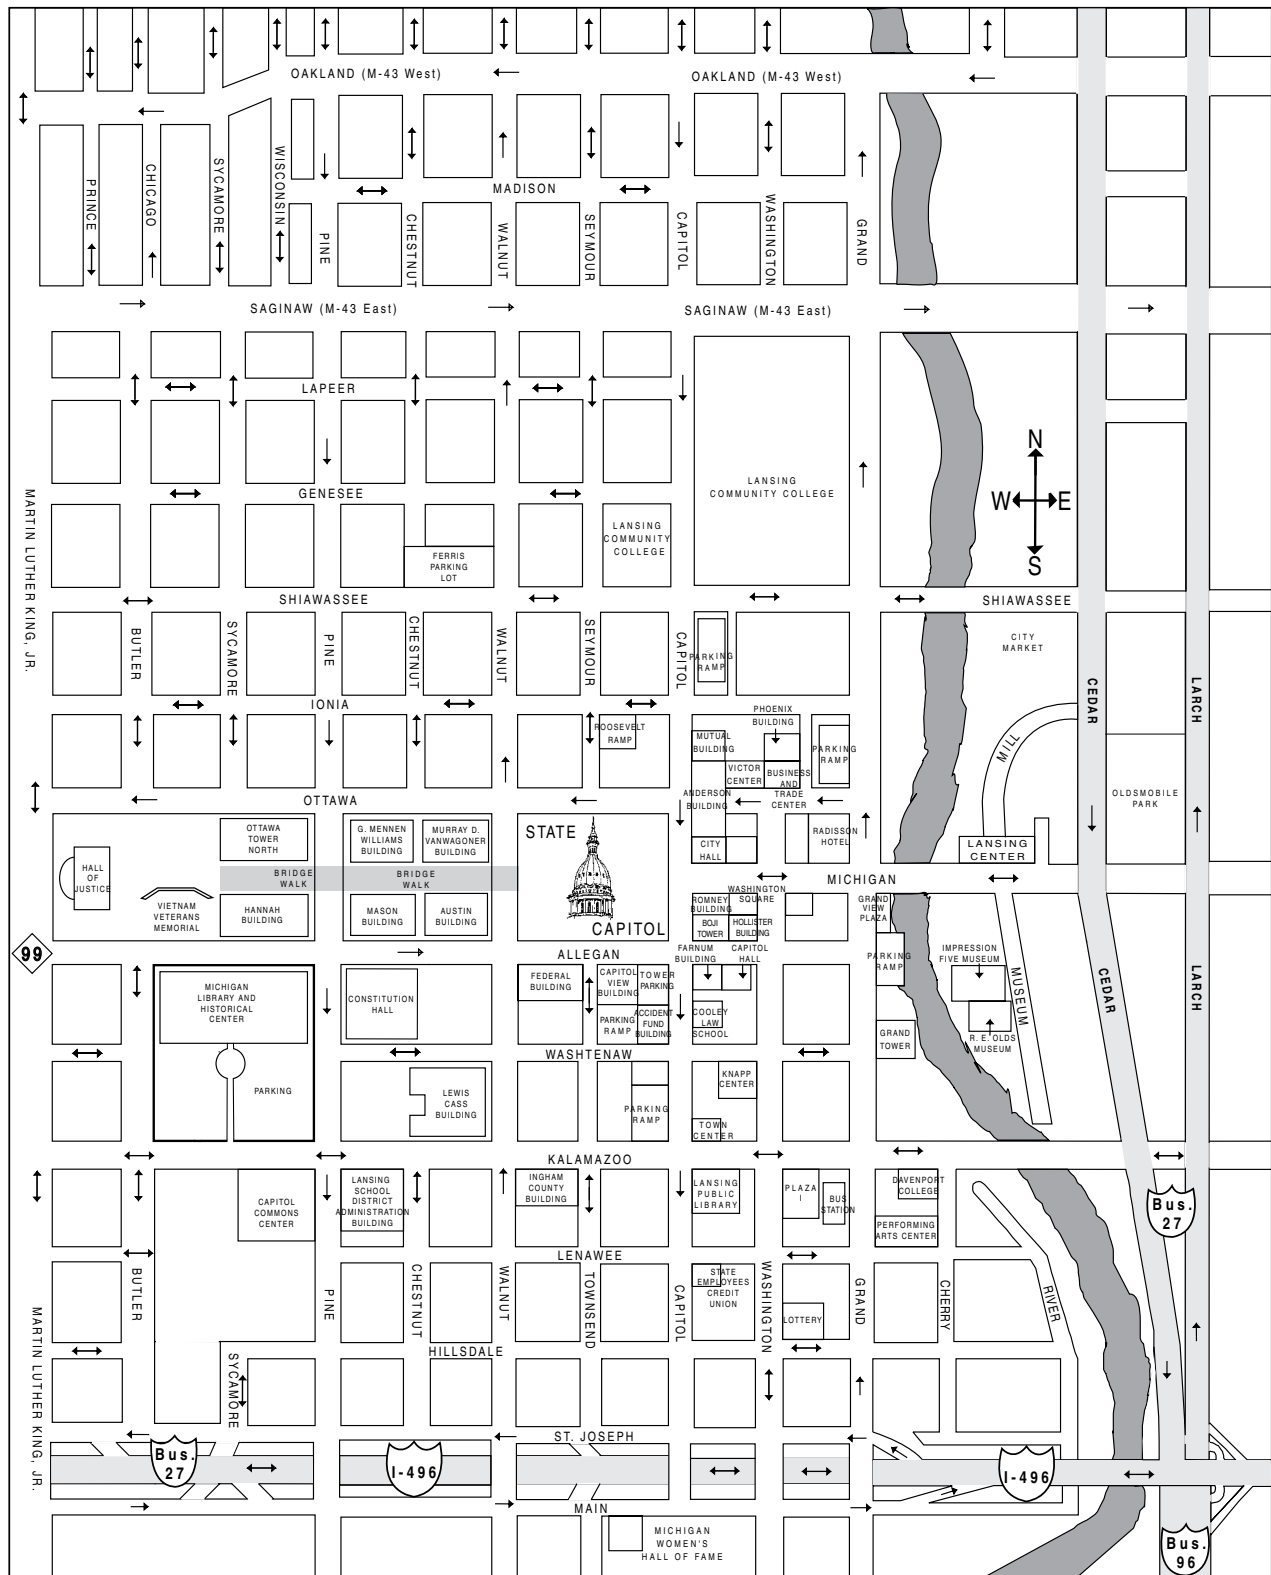 OAKLAND (M-43 West)
OAKLAND (M-43 West)
PRINCE
CHICAGO
SYCAMORE
WISCONSIN
PINE
CHESTNUT
WALNUT
SEYMOUR
CAPITOL
WASHINGTON
GRAND
MADISON
SAGINAW (M-43 East)
SAGINAW (M-43 East)
LAPEER
GENESEE
LANSING
COMMUNITY COLLEGE
N
W
E
S
MARTIN LUTHER KING, JR.
FERRIS
PARKING
LOT
LANSING
COMMUNITY
COLLEGE
SHIAWASSEE
SHIAWASSEE
BUTLER
SYCAMORE
PINE
CHESTNUT
WALNUT
SEYMOUR
CAPITOL
PARKING
RAMP
CITY
MARKET
CEDAR
LARCH
IONIA
ROOSEVELT
RAMP
PHOENIX
BUILDING
MUTUAL
BUILDING
PARKING
RAMP
VICTOR
CENTER
BUSINESS
AND
TRADE
CENTER
ANDERSON
BUILDING
MILL
OLDSMOBILE
PARK
OTTAWA
OTTAWA
TOWER
NORTH
G. MENNEN
WILLIAMS
BUILDING
MURRAY D.
VANWAGONER
BUILDING
STATE
CAPITOL
CITY
HALL
RADISSON
HOTEL
LANSING
CENTER
HALL
OF
JUSTICE
BRIDGE
WALK
BRIDGE
WALK
MICHIGAN
VIETNAM
VETERANS
MEMORIAL
HANNAH
BUILDING
MASON
BUILDING
AUSTIN
BUILDING
ROMNEY
BUILDING
WASHINGTON
SQUARE
BOJI
TOWER
HOLLISTER
BUILDING
GRAND
VIEW
PLAZA
99
ALLEGAN
FARNUM
BUILDING
CAPITOL
HALL
PARKING
RAMP
IMPRESSION
FIVE MUSEUM
MUSEUM
CEDAR
LARCH
MICHIGAN
LIBRARY AND
HISTORICAL
CENTER
CONSTITUTION
HALL
FEDERAL
BUILDING
CAPITOL
VIEW
BUILDING
TOWER
PARKING
PARKING
RAMP
ACCIDENT
FUND
BUILDING
COOLEY
LAW
SCHOOL
GRAND
TOWER
R. E. OLDS
MUSEUM
WASHTENAW
PARKING
LEWIS
CASS
BUILDING
PARKING
RAMP
KNAPP
CENTER
TOWN
CENTER
KALAMAZOO
CAPITOL
COMMONS
CENTER
LANSING
SCHOOL
DISTRICT
ADMINISTRATION
BUILDING
INGHAM
COUNTY
BUILDING
LANSING
PUBLIC
LIBRARY
PLAZA
I
BUS
STATION
DAVENPORT
COLLEGE
PERFORMING
ARTS CENTER
Bus.
27
LENAWEE
BUTLER
PINE
CHESTNUT
WALNUT
TOWNSEND
CAPITOL
STATE
EMPLOYEES
CREDIT
UNION
WASHINGTON
LOTTERY
GRAND
CHERRY
RIVER
MARTIN LUTHER KING, JR.
HILLSDALE
SYCAMORE
ST. JOSEPH
Bus.
27
I-496
I-496
MAIN
MICHIGAN
WOMEN'S
HALL OF FAME
Bus.
96